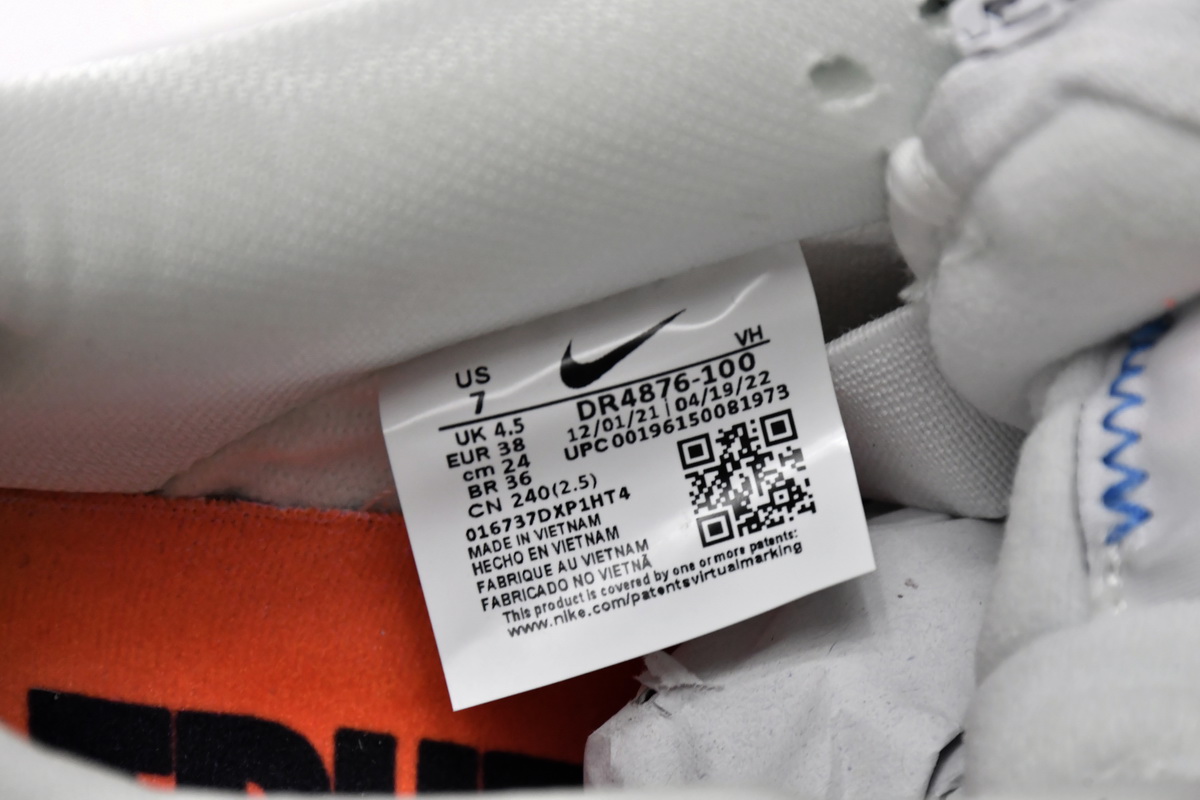 US
7
VH
UK 4.5
EUR 38
cm 24
BR 36
CN 240(2.5)
DR4876-100
12/01/21 | 04/19/22
UPC 00196150081973
016737DXP1HT4
MADE IN VIETNAM
HECHO EN VIETNAM
FABRIQUE AU VIETNAM
FABRICADO NO VIETNÃ
This product is covered by one or more patents:
www.nike.com/patentsvirtualmarking